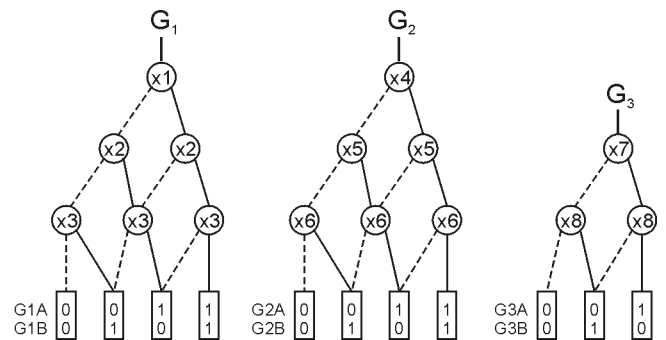 G1 G2
x1 x4 G3
x2 x2 x5 x5 x7
x3 x3 x3 x6 x6 x6 x8 x8
G1A 0 0 1 1 G2A 0 0 1 1 G3A 0 0 1
G1B 0 1 0 1 G2B 0 1 0 1 G3B 0 1 0